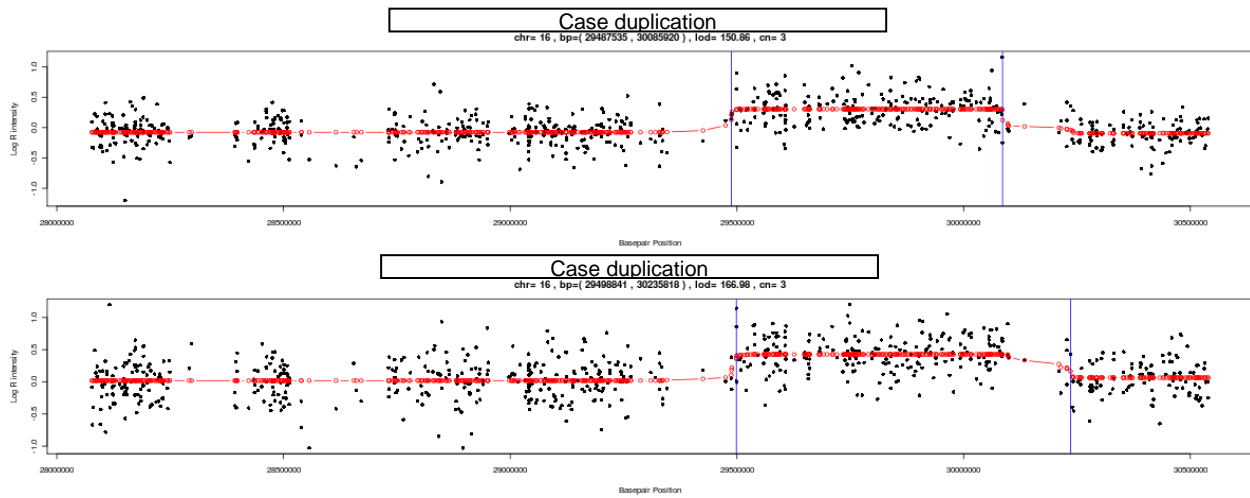 Case duplication
chr= 16 , bp=( 29487535 , 30085920 ) , lod= 150.86 , cn= 3
Log R intensity
1.0
0.5
0.0
-0.5
-1.0
28000000 28500000 29000000 29500000 30000000 30500000
Basepair Position
Case duplication
chr= 16 , bp=( 29498841 , 30235818 ) , lod= 166.98 , cn= 3
Log R intensity
1.0
0.5
0.0
-0.5
-1.0
28000000 28500000 29000000 29500000 30000000 30500000
Basepair Position